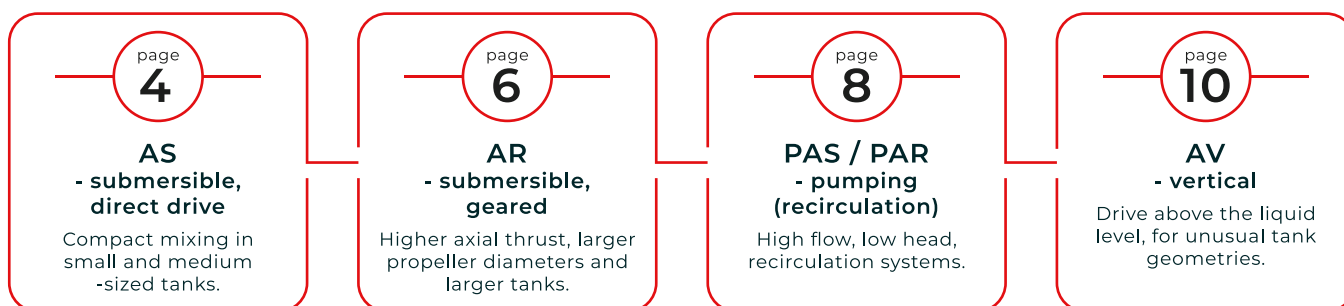 page
4
AS
- submersible,
direct drive
Compact mixing in
small and medium
-sized tanks.
page
6
AR
- submersible,
geared
Higher axial thrust, larger
propeller diameters and
larger tanks.
page
8
PAS / PAR
- pumping
(recirculation)
High flow, low head,
recirculation systems.
page
10
AV
- vertical
Drive above the liquid
level, for unusual tank
geometries.